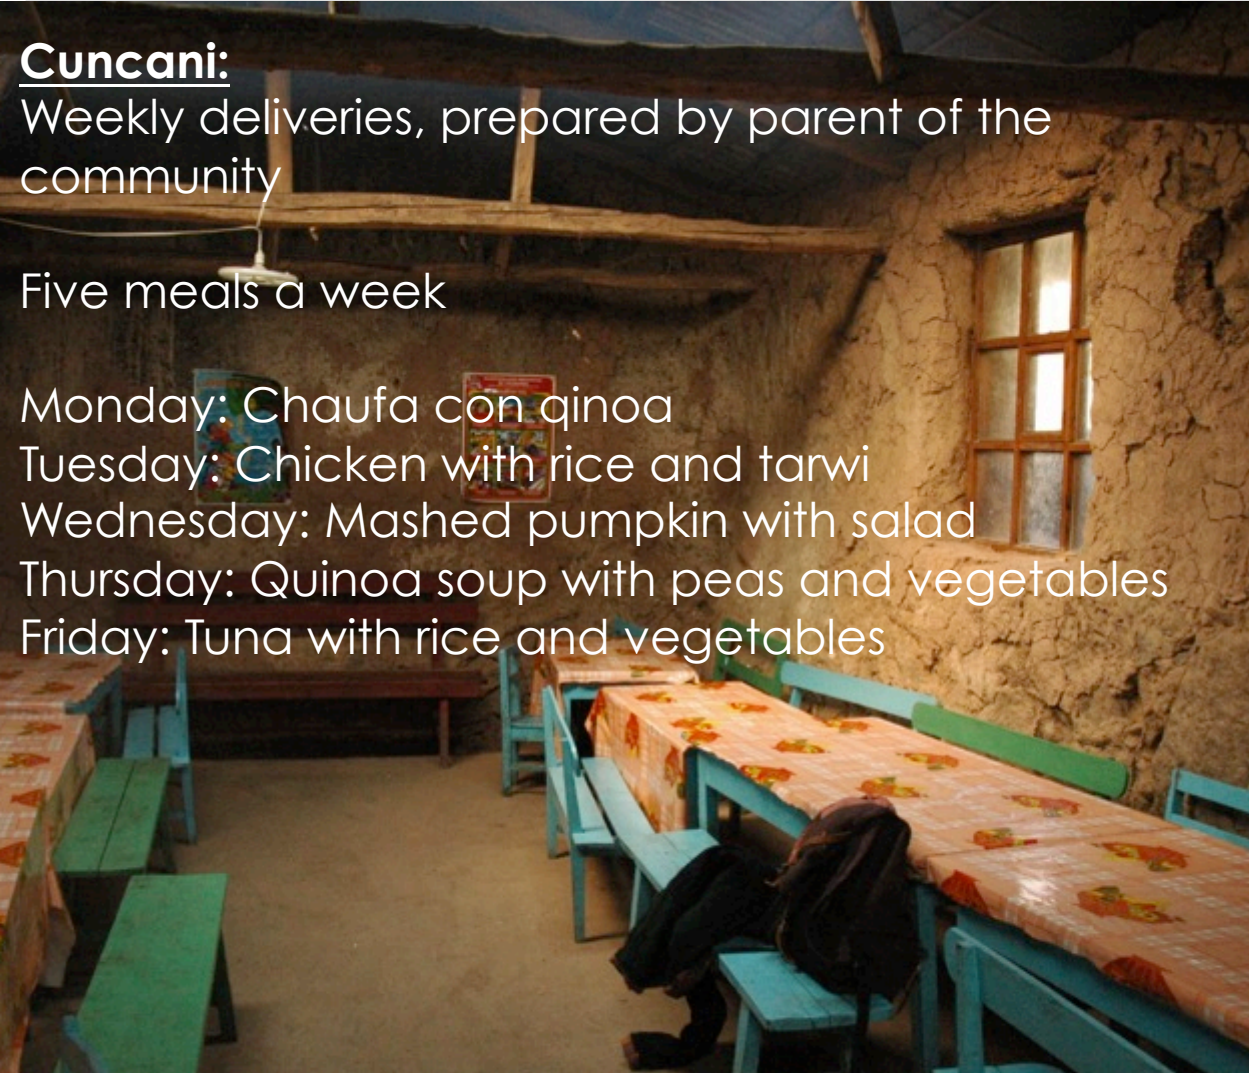 Cuncani:
Weekly deliveries, prepared by parent of the
community
Five meals a week
Monday: Chaufa con qinoa
Tuesday: Chicken with rice and tarwi
Wednesday: Mashed pumpkin with salad
Thursday: Quinoa soup with peas and vegetables
Friday: Tuna with rice and vegetables